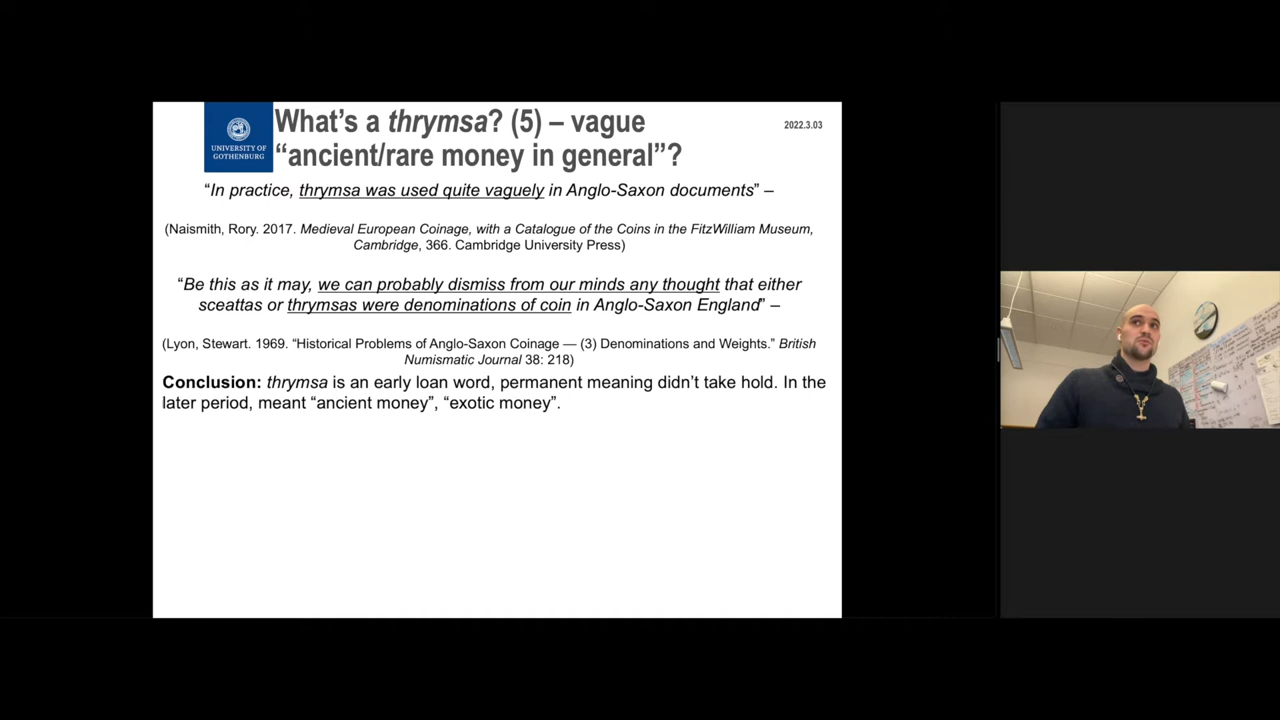 What's a thrymsa? (5) – vague
2022.3.03
UNIVERSITY OF
GOTHENBURG
"ancient/rare money in general"?
"In practice, thrymsa was used quite vaguely in Anglo-Saxon documents" –
(Naismith, Rory. 2017. Medieval European Coinage, with a Catalogue of the Coins in the FitzWilliam Museum,
Cambridge, 366. Cambridge University Press)
"Be this as it may, we can probably dismiss from our minds any thought that either
sceattas or thrymsas were denominations of coin in Anglo-Saxon England" –
(Lyon, Stewart. 1969. "Historical Problems of Anglo-Saxon Coinage — (3) Denominations and Weights." British
Numismatic Journal 38: 218)
Conclusion: thrymsa is an early loan word, permanent meaning didn't take hold. In the
later period, meant "ancient money", "exotic money".